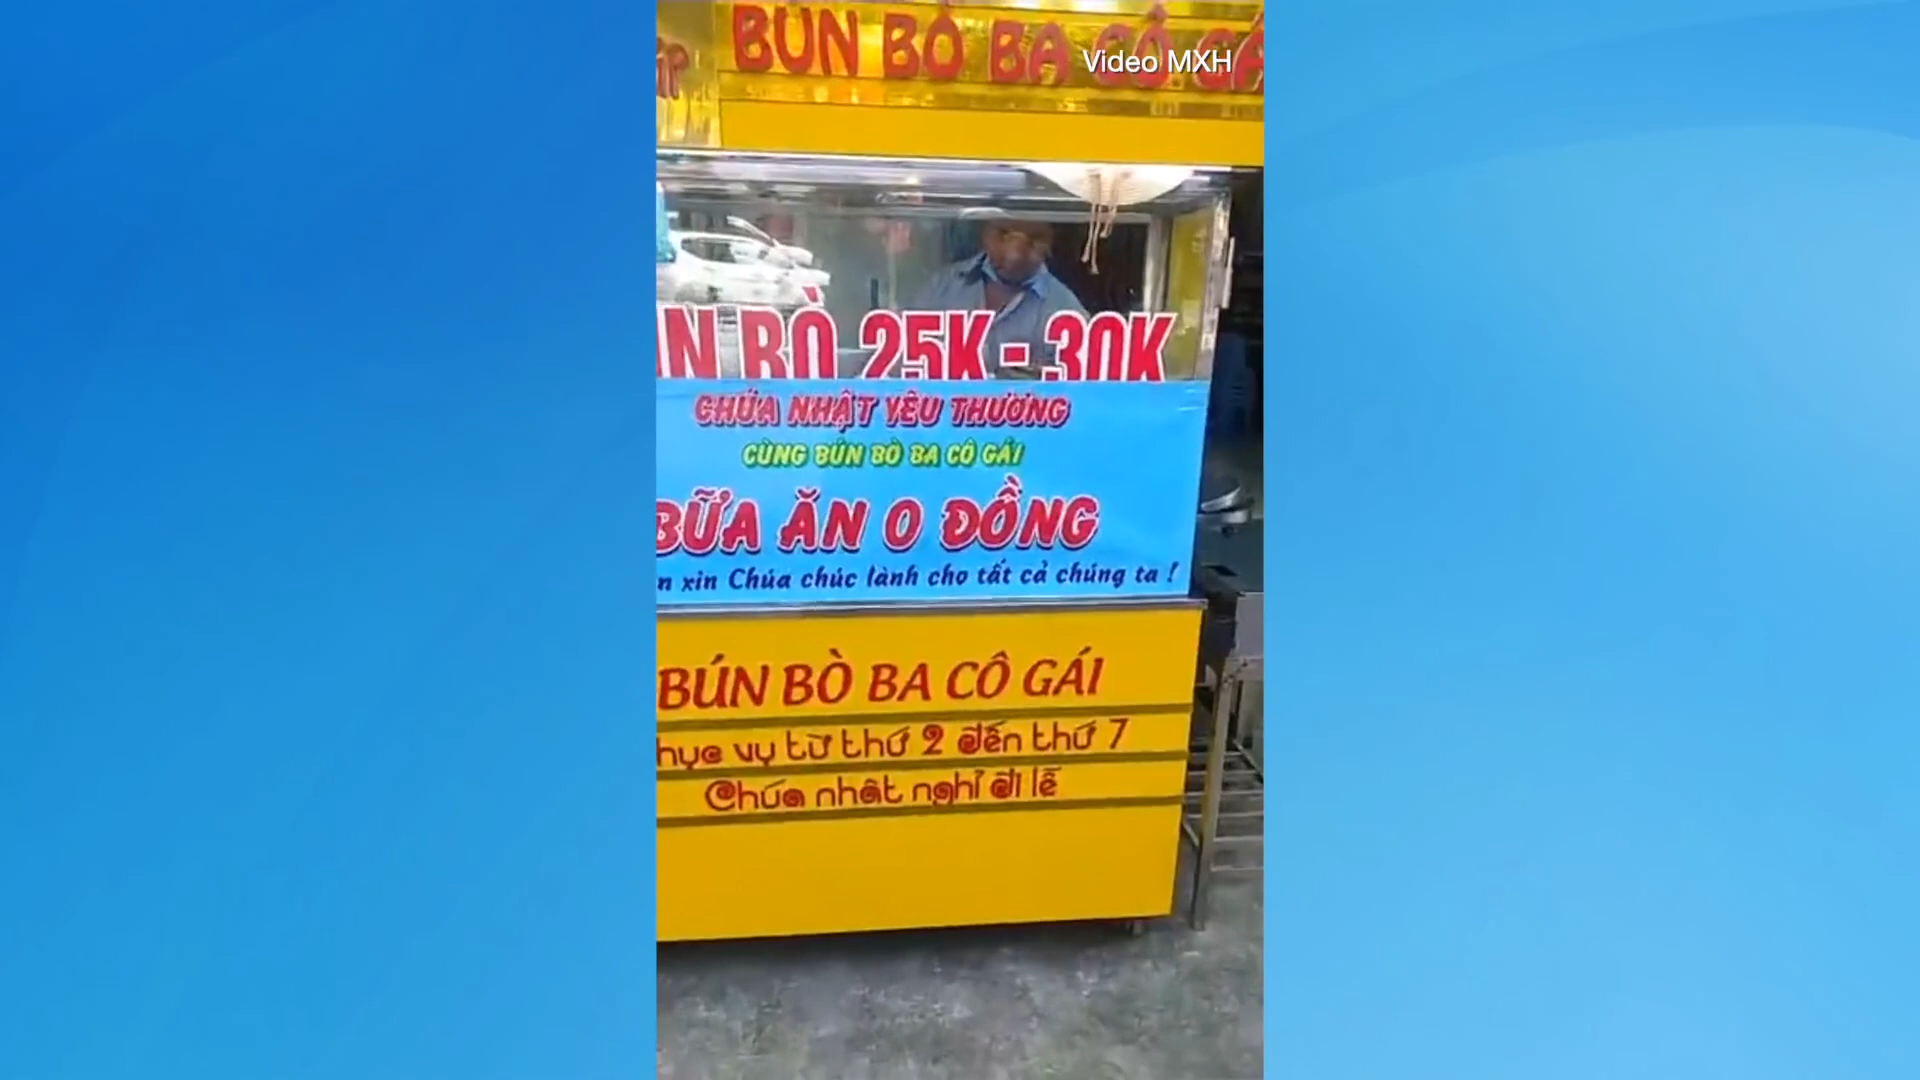 BÚN BÒ BA CÔ GÁ
Video MXH
BÒ 25K - 30K
CHÚA NHẬT YÊU THƯƠNG
CÙNG BÚN BÒ BA CÔ GÁI
BỮA ĂN 0 ĐỒNG
xin Chúa chúc lành cho tất cả chúng ta !
BÚN BÒ BA CÔ GÁI
hục vụ từ thứ 2 đến thứ 7
Chúa nhật nghỉ đi lễ